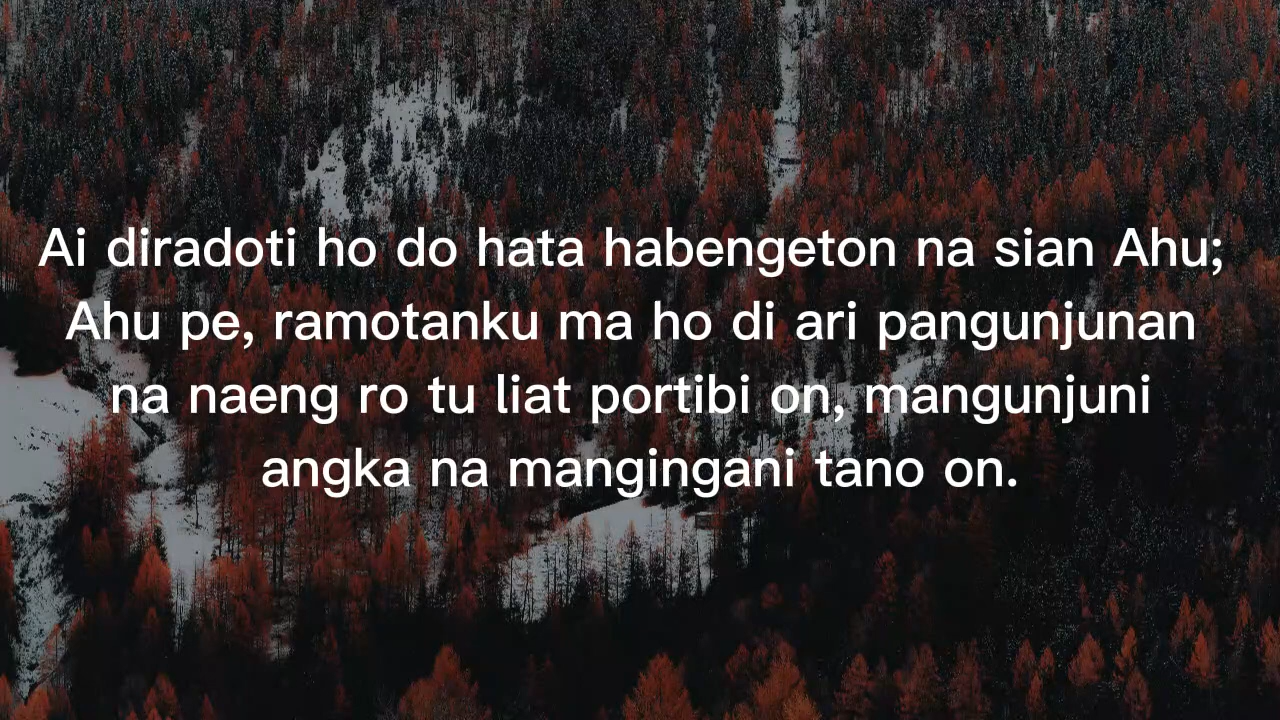 Ai diradoti ho do hata habengeton na sian Ahu;
Ahu pe, ramotanku ma ho di ari pangunjunan
na naeng ro tu liat portibi on, mangunjuni
angka na mangingani tano on.